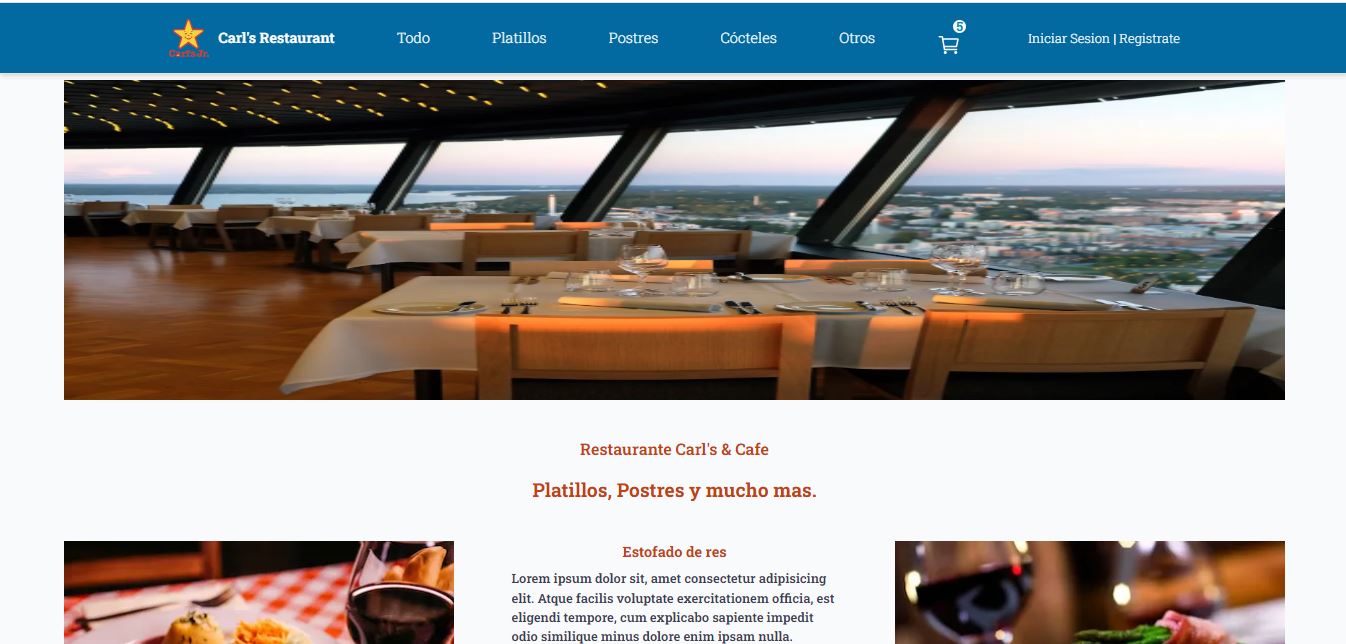 Carl's Jr.
Carl's Restaurant
Todo
Platillos
Postres
Cócteles
Otros
5
Iniciar Sesion | Registrate
Restaurante Carl's & Cafe
Platillos, Postres y mucho mas.
Estofado de res
Lorem ipsum dolor sit, amet consectetur adipisicing
elit. Atque facilis voluptate exercitationem officia, est
eligendi tempore, cum explicabo sapiente impedit
odio similique minus dolore enim ipsam nulla.